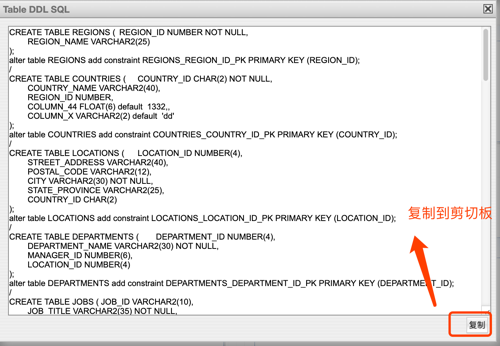 Table DDL SQL
CREATE TABLE REGIONS ( REGION_ID NUMBER NOT NULL,
REGION_NAME VARCHAR2(25)
);
alter table REGIONS add constraint REGIONS_REGION_ID_PK PRIMARY KEY (REGION_ID);
/
CREATE TABLE COUNTRIES ( COUNTRY_ID CHAR(2) NOT NULL,
COUNTRY_NAME VARCHAR2(40),
REGION_ID NUMBER,
COLUMN_44 FLOAT(6) default 1332,,
COLUMN_X VARCHAR2(2) default 'dd'
);
alter table COUNTRIES add constraint COUNTRIES_COUNTRY_ID_PK PRIMARY KEY (COUNTRY_ID);
/
CREATE TABLE LOCATIONS ( LOCATION_ID NUMBER(4),
STREET_ADDRESS VARCHAR2(40),
POSTAL_CODE VARCHAR2(12),
CITY VARCHAR2(30) NOT NULL,
STATE_PROVINCE VARCHAR2(25),
COUNTRY_ID CHAR(2)
);
复制到剪切板
alter table LOCATIONS add constraint LOCATIONS_LOCATION_ID_PK PRIMARY KEY (LOCATION_ID);
/
CREATE TABLE DEPARTMENTS ( DEPARTMENT_ID NUMBER(4),
DEPARTMENT_NAME VARCHAR2(30) NOT NULL,
MANAGER_ID NUMBER(6),
LOCATION_ID NUMBER(4)
);
alter table DEPARTMENTS add constraint DEPARTMENTS_DEPARTMENT_ID_PK PRIMARY KEY (DEPARTMENT_ID);
/
CREATE TABLE JOBS ( JOB_ID VARCHAR2(10),
JOB_TITLE VARCHAR2(35) NOT NULL,
复制